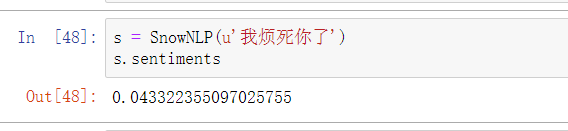 In [48]: s = SnowNLP(u'我烦死你了')
s.sentiments
Out[48]: 0.043322355097025755